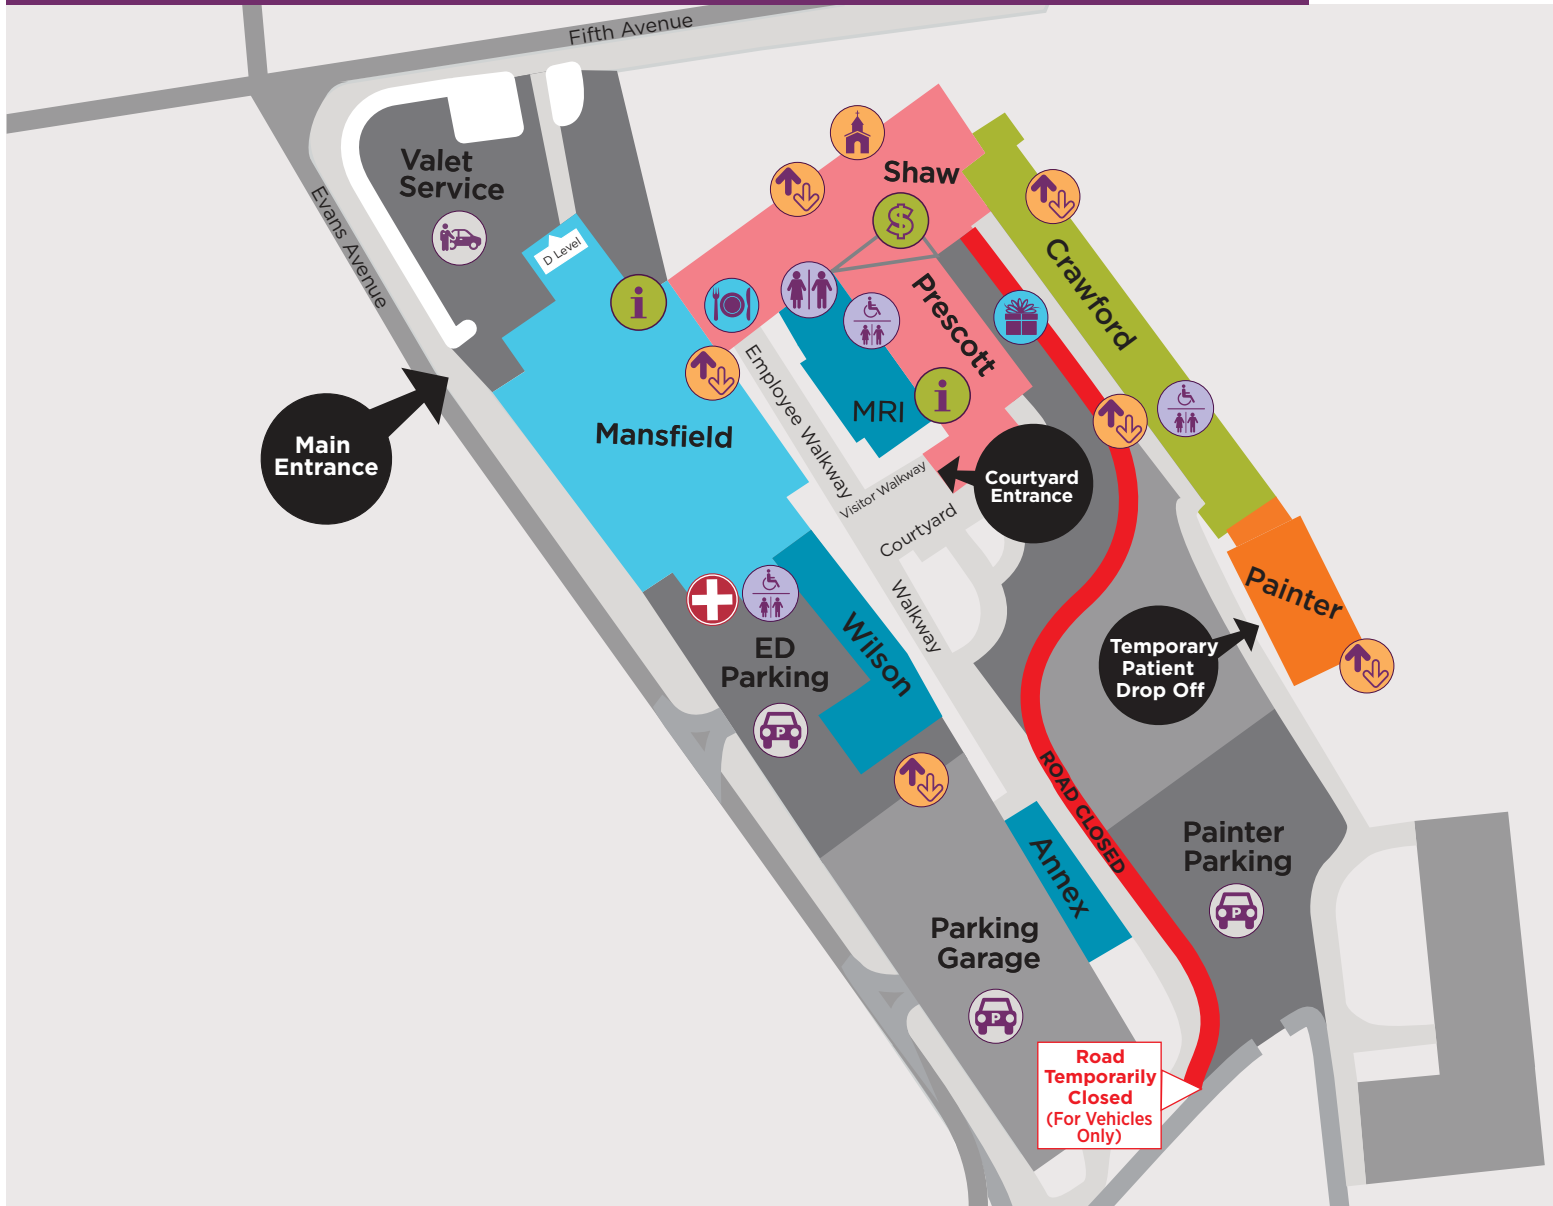 Fifth Avenue
Valet
Service
Evans Avenue
D Level
Shaw
$
i
Crawford
Prescott
Employee Walkway
MRI
i
Mansfield
Main
Entrance
Visitor Walkway
Courtyard
Entrance
Courtyard
Walkway
Painter
Temporary
Patient
Drop Off
ED
Parking
P
Wilson
ROAD CLOSED
Painter
Parking
P
Annex
Parking
Garage
P
Road
Temporarily
Closed
(For Vehicles
Only)